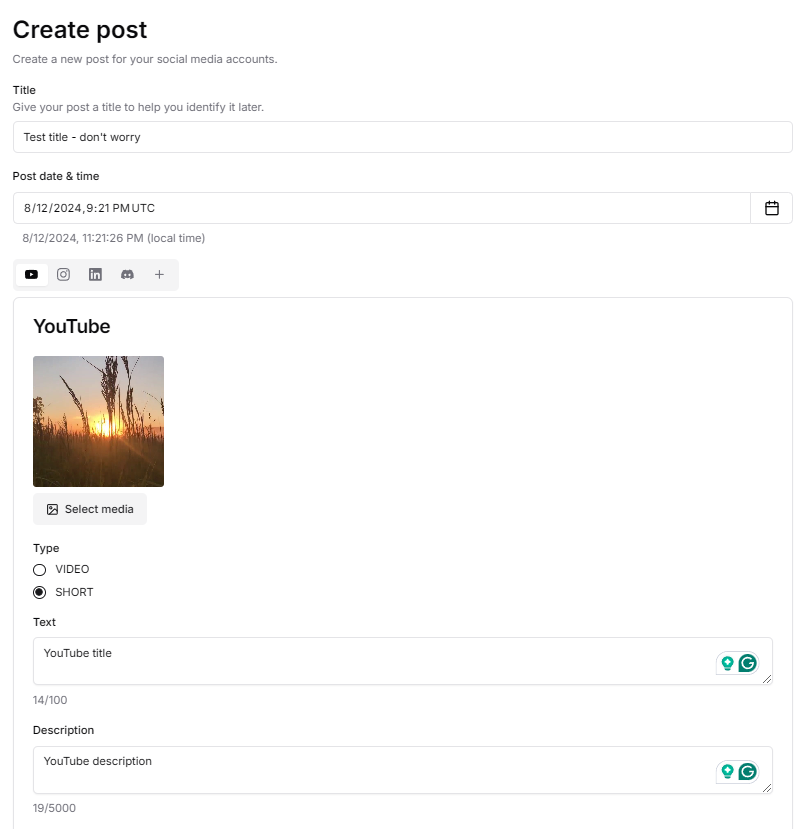 Create post
Create a new post for your social media accounts.
Title
Give your post a title to help you identify it later.
Test title - don't worry
Post date & time
8/12/2024, 9:21 PM UTC
8/12/2024, 11:21:26 PM (local time)
YouTube
Select media
Type
VIDEO
SHORT
Text
YouTube title
14/100
Description
YouTube description
19/5000